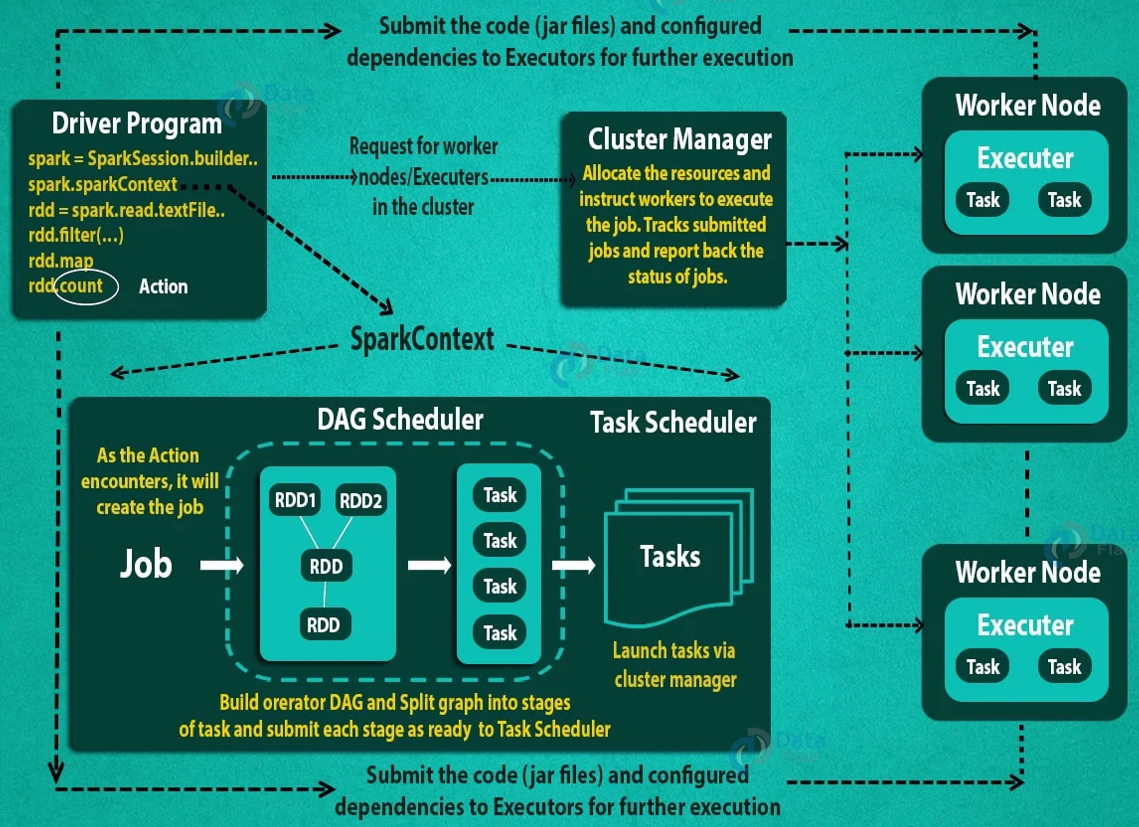 Submit the code (jar files) and configured
dependencies to Executors for further execution
Driver Program
spark = SparkSession.builder..
spark.sparkContext
rdd = spark.read.textFile..
rdd.filter(...)
rdd.map
rdd.count
Action
Request for worker
nodes/Executers
in the cluster
Cluster Manager
Allocate the resources and
instruct workers to execute
the job. Tracks submitted
jobs and report back the
status of jobs.
Worker Node
Executer
Task Task
Worker Node
Executer
Task Task
Worker Node
Executer
Task Task
SparkContext
DAG Scheduler
Task Scheduler
As the Action
encounters, it will
create the job
Job
RDD1 RDD2
RDD
RDD
Task
Task
Task
Task
Tasks
Launch tasks via
cluster manager
Build orerator DAG and Split graph into stages
of task and submit each stage as ready to Task Scheduler
Submit the code (jar files) and configured
dependencies to Executors for further execution
Data
Data
Data
Fla
Data